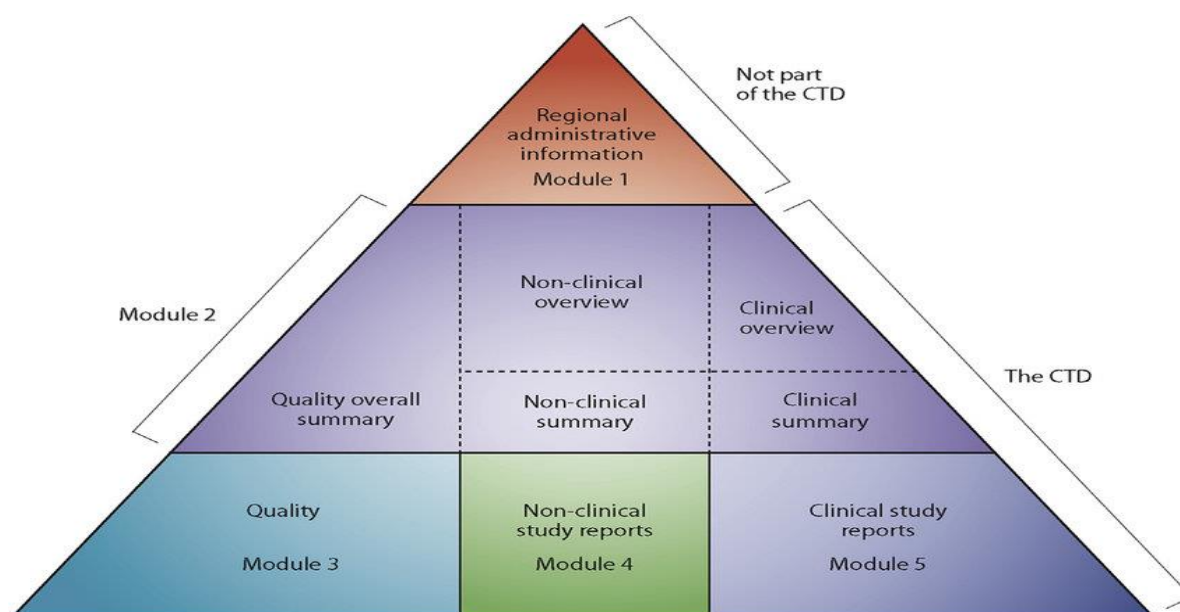 Not part
of the CTD
Regional
administrative
information
Module 1
Module 2
Non-clinical
overview
Clinical
overview
The CTD
Quality overall
summary
Non-clinical
summary
Clinical
summary
Quality
Module 3
Non-clinical
study reports
Module 4
Clinical study
reports
Module 5